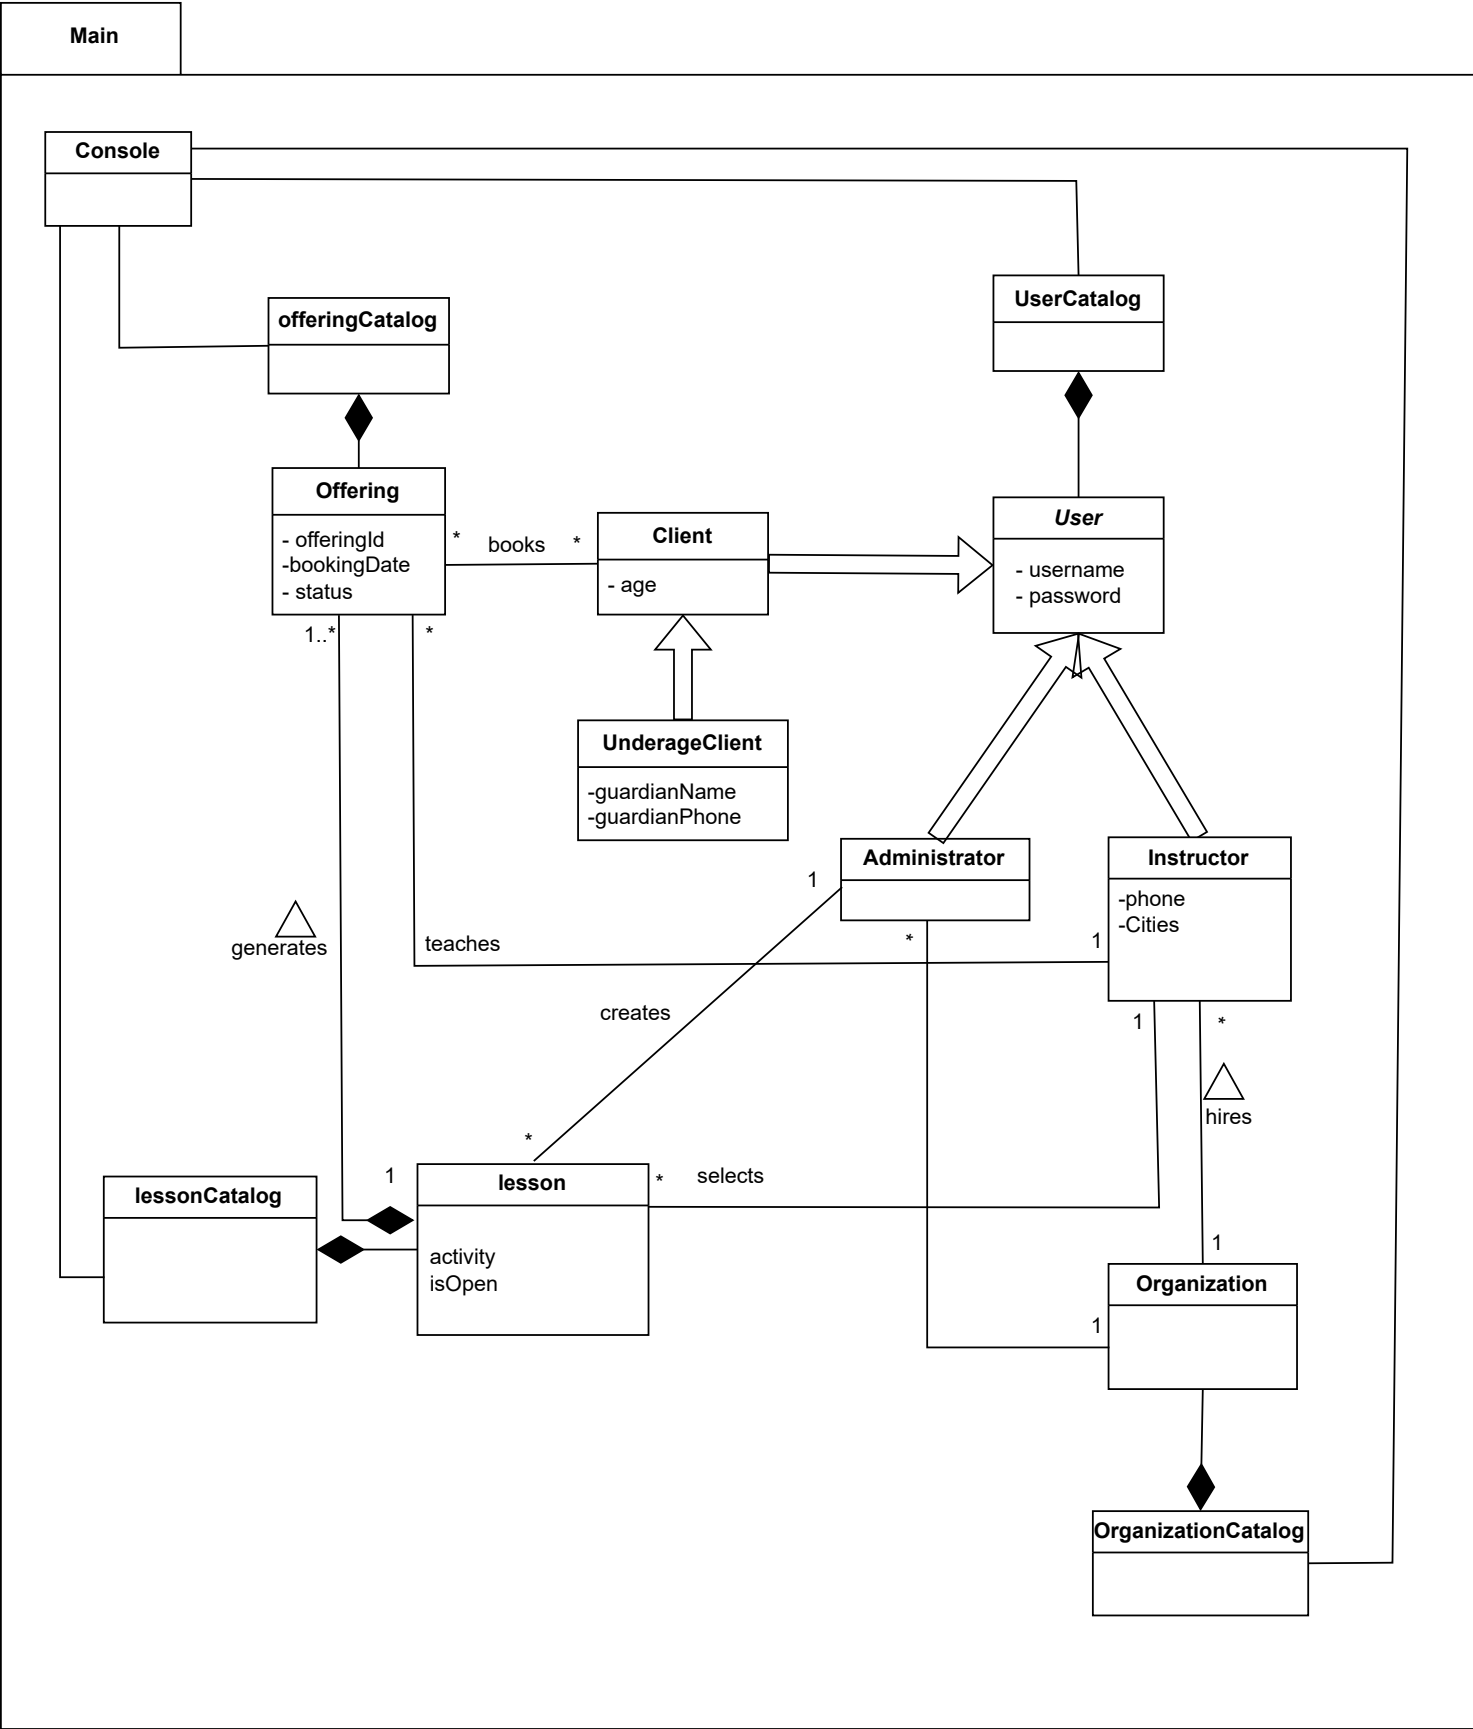 Main
Console
UserCatalog
offeringCatalog
Offering
- offeringId
-bookingDate
- status
* books *
Client
- age
User
- username
- password
1..* *
UnderageClient
-guardianName
-guardianPhone
Administrator
Instructor
-phone
-Cities
1
generates
teaches
* 1
creates
1 *
hires
*
1
lesson
activity
isOpen
* selects
lessonCatalog
1
Organization
1
OrganizationCatalog